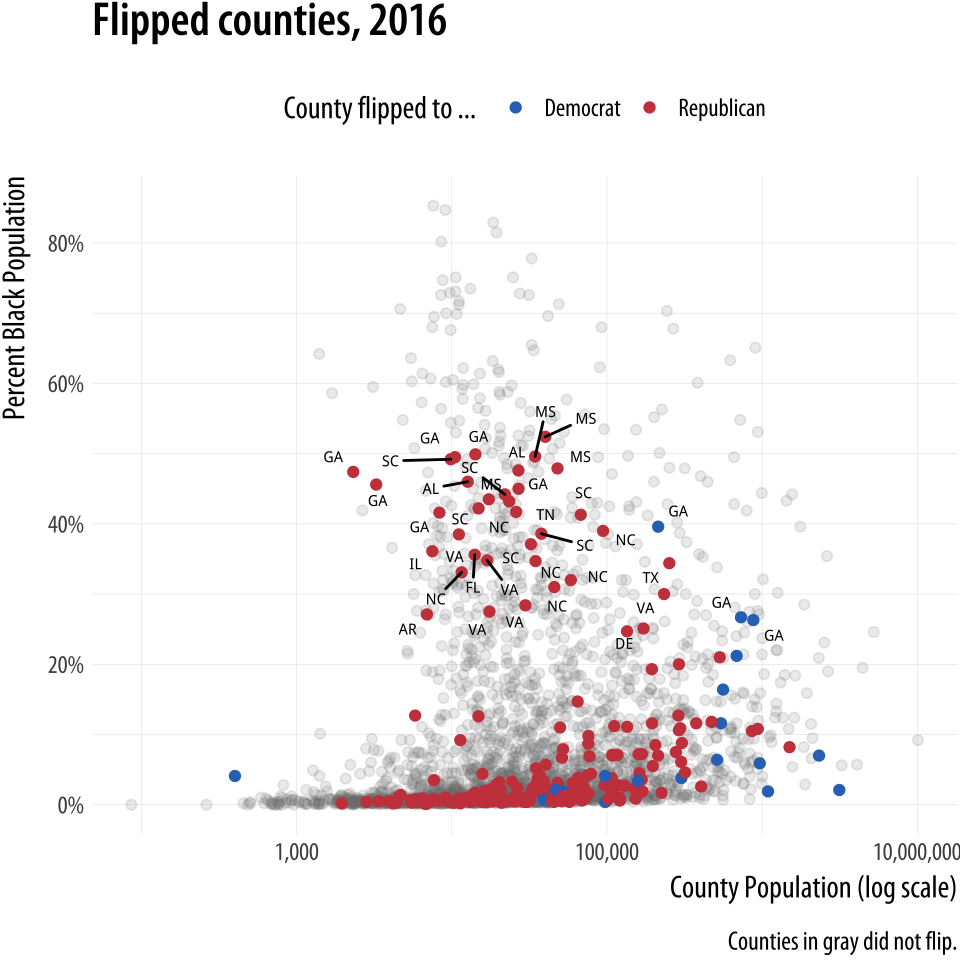 Flipped counties, 2016
County flipped to ... Democrat Republican
Percent Black Population
80%
60%
40%
20%
0%
MS
MS
GA
GA
AL
MS
GA
SC
SC
GA
AL
MS
GA
SC
GA
SC
NC
TN
GA
NC
SC
IL
VA
SC
NC
NC
TX
FL
VA
NC
NC
VA
GA
AR
VA
VA
DE
GA
1,000
100,000
10,000,000
County Population (log scale)
Counties in gray did not flip.